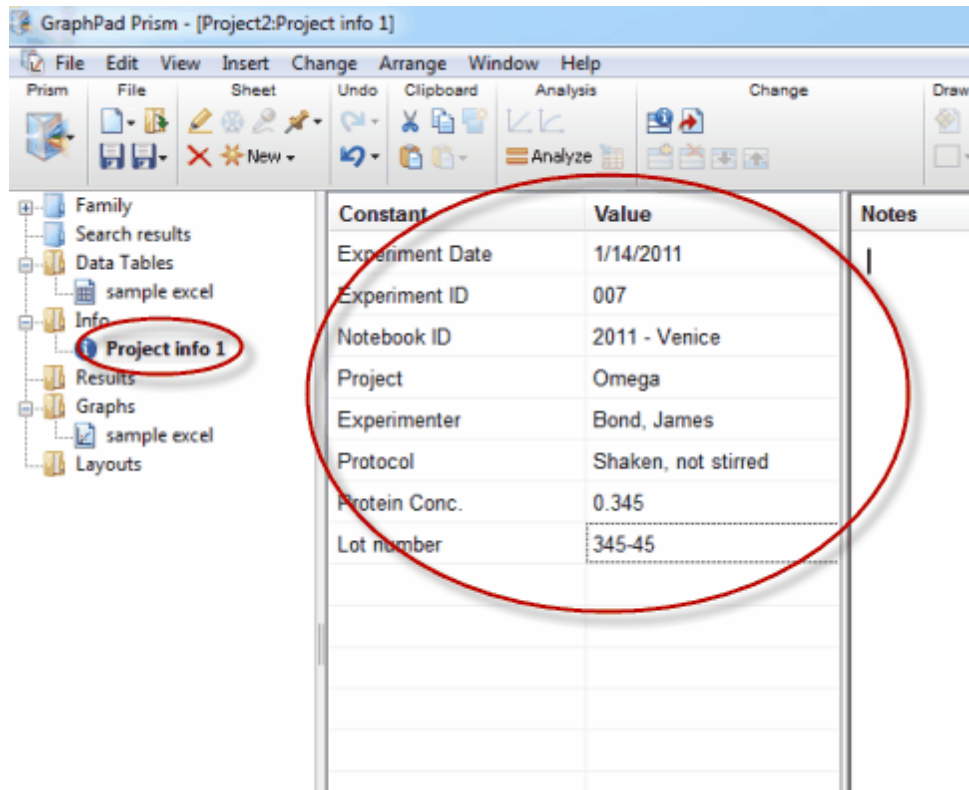 GraphPad Prism - [Project2:Project info 1]
File Edit View Insert Change Arrange Window Help
Prism File Sheet Undo Clipboard Analysis Change Draw
New
Analyze
Family
Search results
Data Tables
sample excel
Info
Project info 1
Results
Graphs
sample excel
Layouts
Constant Value Notes
Experiment Date 1/14/2011
Experiment ID 007
Notebook ID 2011 - Venice
Project Omega
Experimenter Bond, James
Protocol Shaken, not stirred
Protein Conc. 0.345
Lot number 345-45